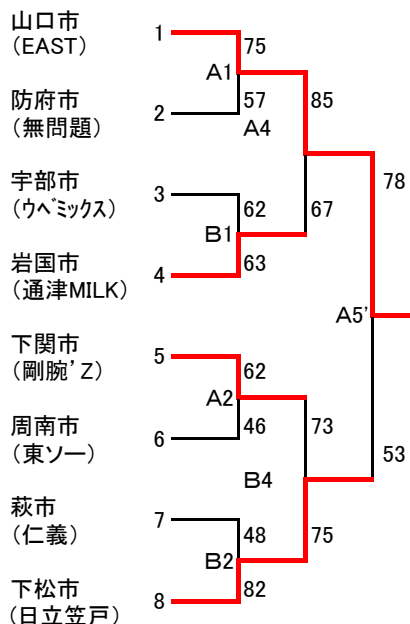 山口市
(EAST)
1
75
A1
防府市
(無問題)
2
57
A4
85
宇部市
(ウベミックス)
3
62
B1
67
岩国市
(通津MILK)
4
63
78
A5'
下関市
(剛腕'Z)
5
62
A2
周南市
(東ソー)
6
46
73
B4
53
萩市
(仁義)
7
48
B2
75
下松市
(日立笠戸)
8
82